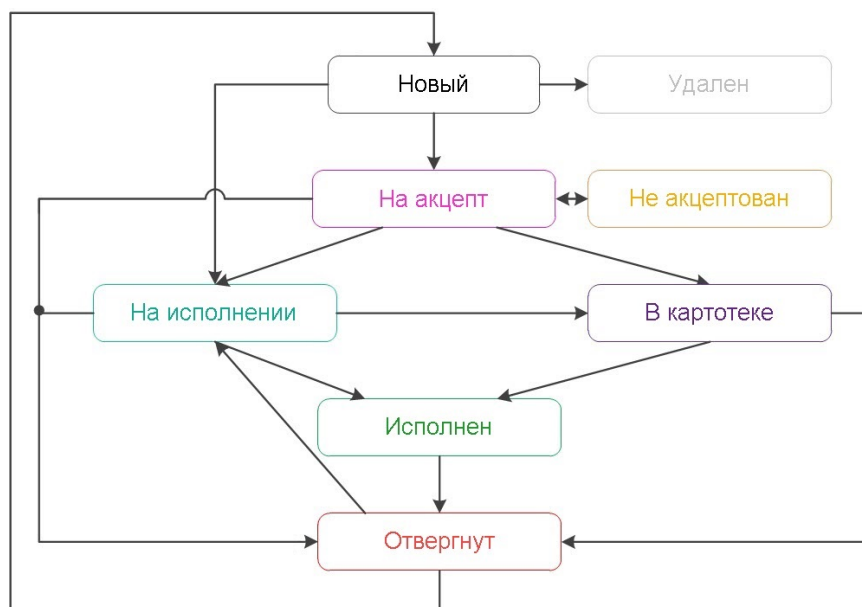 Новый
Удален
На акцепт
Не акцептован
На исполнении
В картотеке
Исполнен
Отвергнут